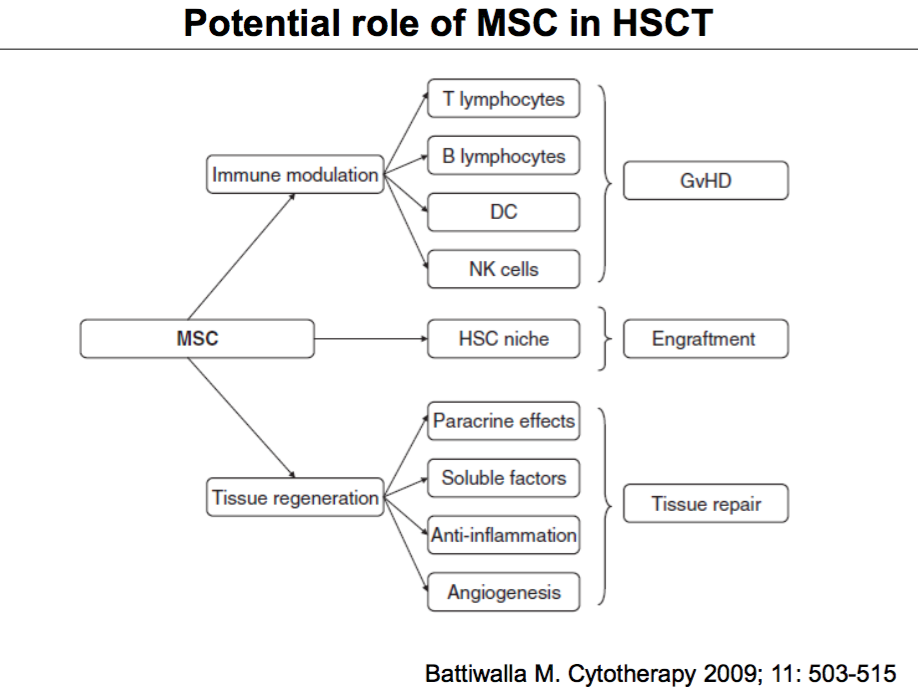 Potential role of MSC in HSCT
T lymphocytes
B lymphocytes
Immune modulation
GvHD
DC
NK cells
MSC
HSC niche
Engraftment
Paracrine effects
Soluble factors
Tissue regeneration
Tissue repair
Anti-inflammation
Angiogenesis
Battiwalla M. Cytotherapy 2009; 11: 503-515